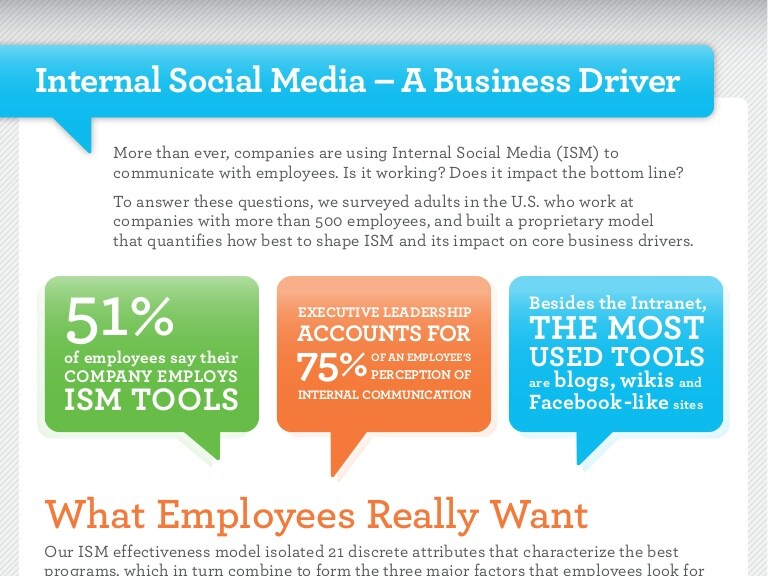 Internal Social Media – A Business Driver
More than ever, companies are using Internal Social Media (ISM) to
communicate with employees. Is it working? Does it impact the bottom line?
To answer these questions, we surveyed adults in the U.S. who work at
companies with more than 500 employees, and built a proprietary model
that quantifies how best to shape ISM and its impact on core business drivers.
51%
of employees say their
COMPANY EMPLOYS
ISM TOOLS
EXECUTIVE LEADERSHIP
ACCOUNTS FOR
75% OF AN EMPLOYEE'S
PERCEPTION OF
INTERNAL COMMUNICATION
Besides the Intranet,
THE MOST
USED TOOLS
are blogs, wikis and
Facebook-like sites
What Employees Really Want
Our ISM effectiveness model isolated 21 discrete attributes that characterize the best
programs, which in turn combine to form the three major factors that employees look for